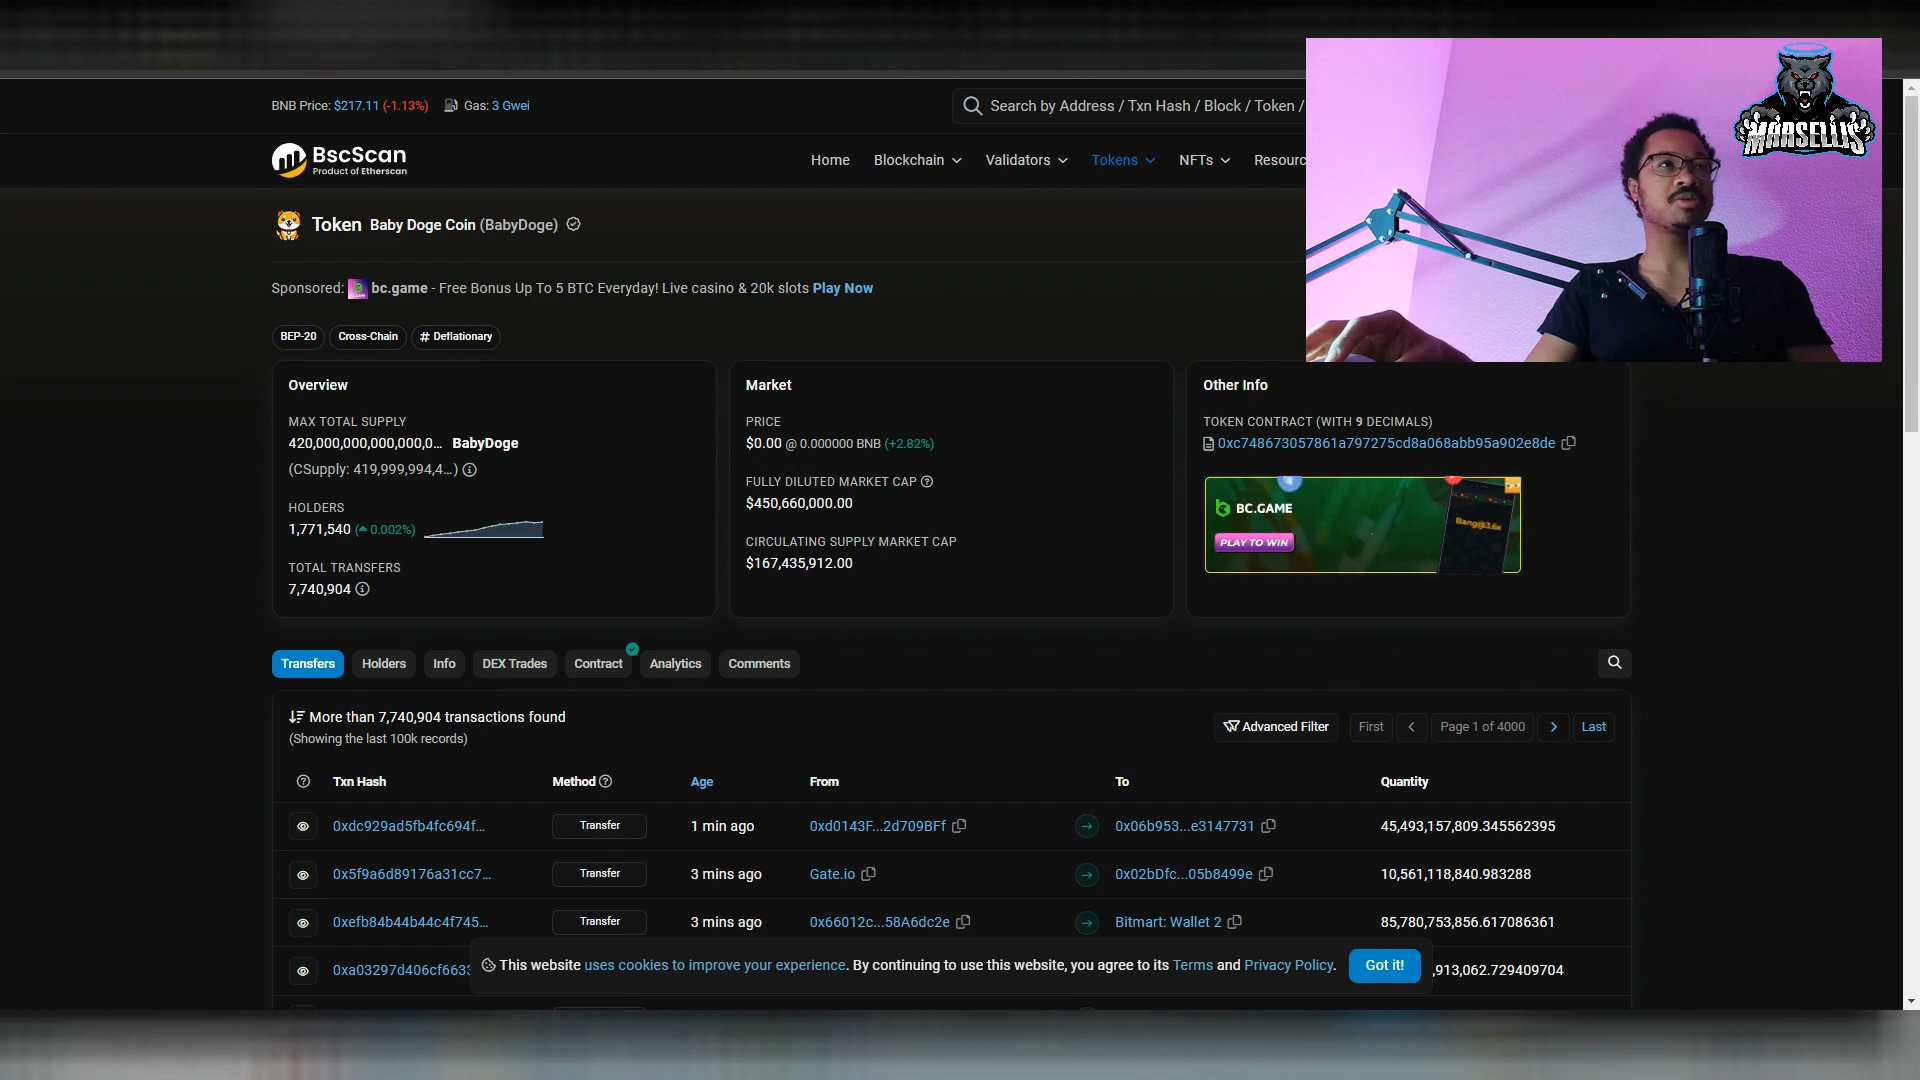 BNB Price: $217.11 (-1.13%) Gas: 3 Gwei
Search by Address / Txn Hash / Block / Token /
BscScan
Product of Etherscan
Home Blockchain Validators Tokens NFTs Resourc
MARSELLIS
Token Baby Doge Coin (BabyDoge)
Sponsored: bc.game - Free Bonus Up To 5 BTC Everyday! Live casino & 20k slots Play Now
BEP-20 Cross-Chain # Deflationary
Overview
MAX TOTAL SUPPLY
420,000,000,000,000,0... BabyDoge
(CSupply: 419,999,994,4...)
HOLDERS
1,771,540 (0.002%)
TOTAL TRANSFERS
7,740,904
Market
PRICE
$0.00 @ 0.000000 BNB (+2.82%)
FULLY DILUTED MARKET CAP
$450,660,000.00
CIRCULATING SUPPLY MARKET CAP
$167,435,912.00
Other Info
TOKEN CONTRACT (WITH 9 DECIMALS)
0xc748673057861a797275cd8a068abb95a902e8de
BC.GAME
PLAY TO WIN
Bang@3.6x
Transfers Holders Info DEX Trades Contract Analytics Comments
More than 7,740,904 transactions found
(Showing the last 100k records)
Advanced Filter First Page 1 of 4000 Last
Txn Hash Method Age From To Quantity
0xdc929ad5fb4fc694f... Transfer 1 min ago 0xd0143F...2d709BFf 0x06b953...e3147731 45,493,157,809.345562395
0x5f9a6d89176a31cc7... Transfer 3 mins ago Gate.io 0x02bDfc...05b8499e 10,561,118,840.983288
0xefb84b44b44c4f745... Transfer 3 mins ago 0x66012c...58A6dc2e Bitmart: Wallet 2 85,780,753,856.617086361
0xa03297d406cf6633 ,913,062.729409704
This website uses cookies to improve your experience. By continuing to use this website, you agree to its Terms and Privacy Policy. Got it!